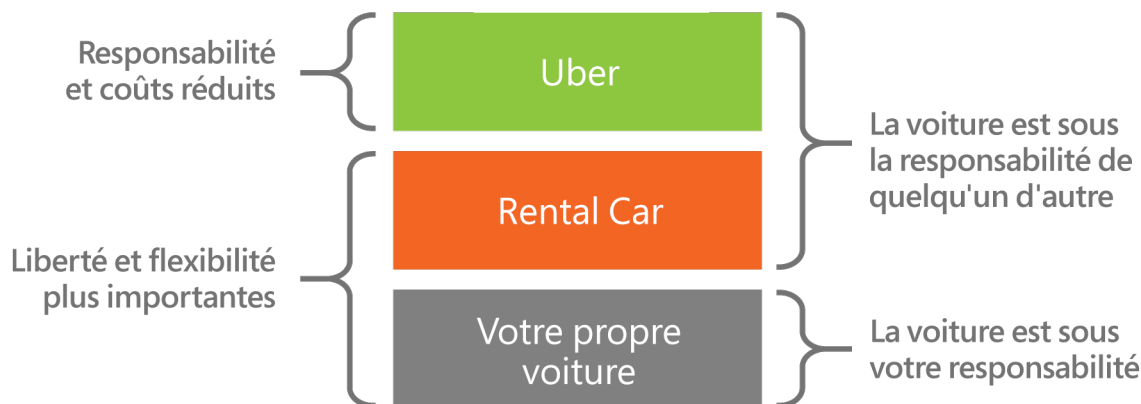 Responsabilité
et coûts réduits
Uber
La voiture est sous
la responsabilité de
quelqu'un d'autre
Rental Car
Liberté et flexibilité
plus importantes
Votre propre
voiture
La voiture est sous
votre responsabilité